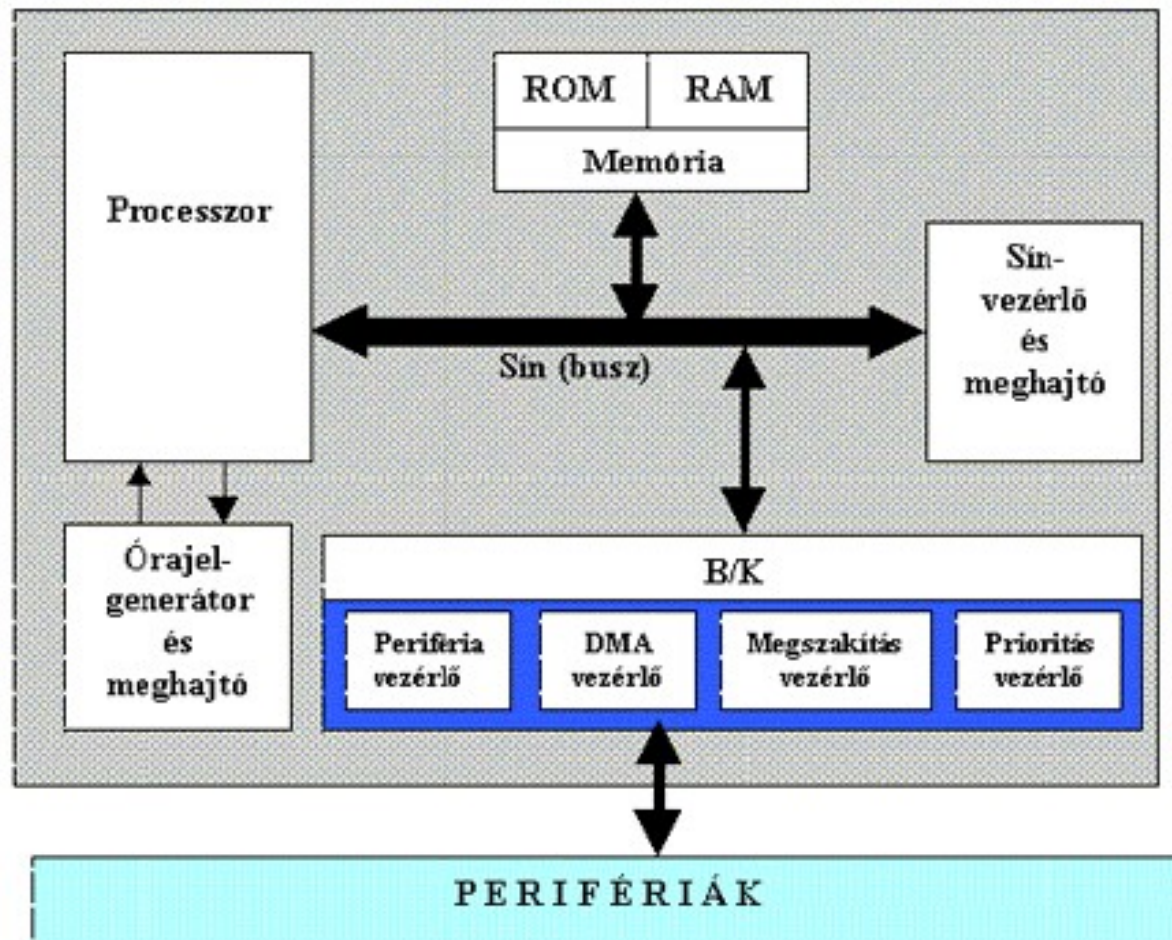 ROM RAM
Memória
Processzor
Sín-
vezérlő
és
meghajtó
Sín (busz)
Órajel-
generátor
és
meghajtó
B/K
Periféria
vezérlő
DMA
vezérlő
Megszakítás
vezérlő
Prioritás
vezérlő
PERIFÉRIÁK